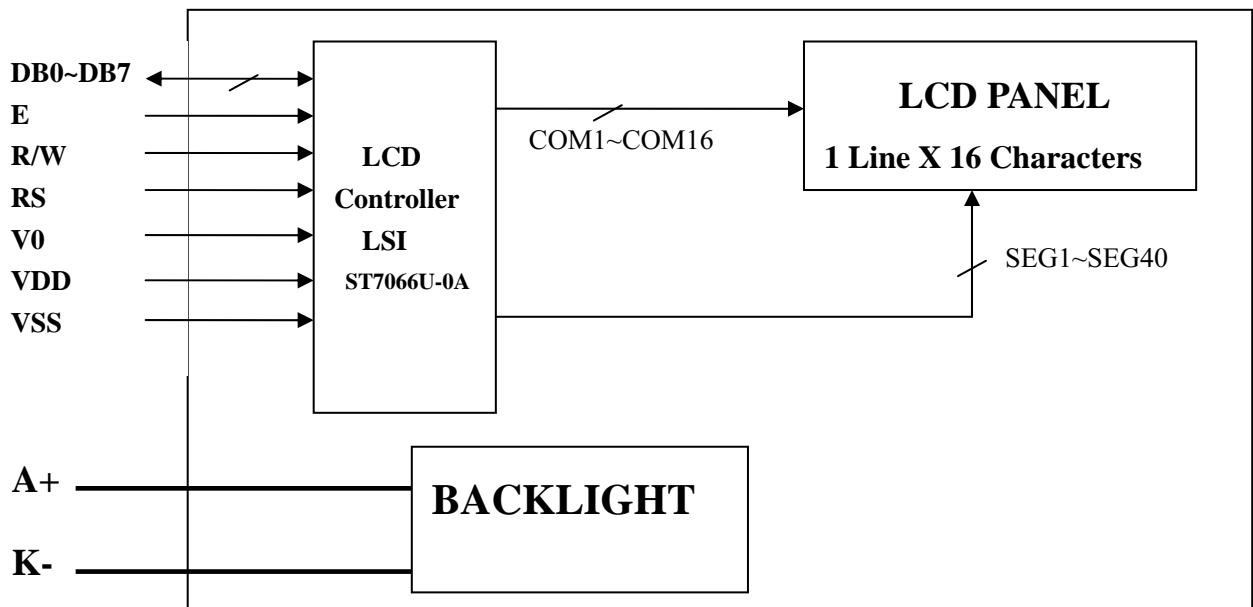 DB0~DB7
E
R/W
RS
V0
VDD
VSS
LCD
Controller
LSI
ST7066U-0A
COM1~COM16
LCD PANEL
1 Line X 16 Characters
SEG1~SEG40
A+
K-
BACKLIGHT